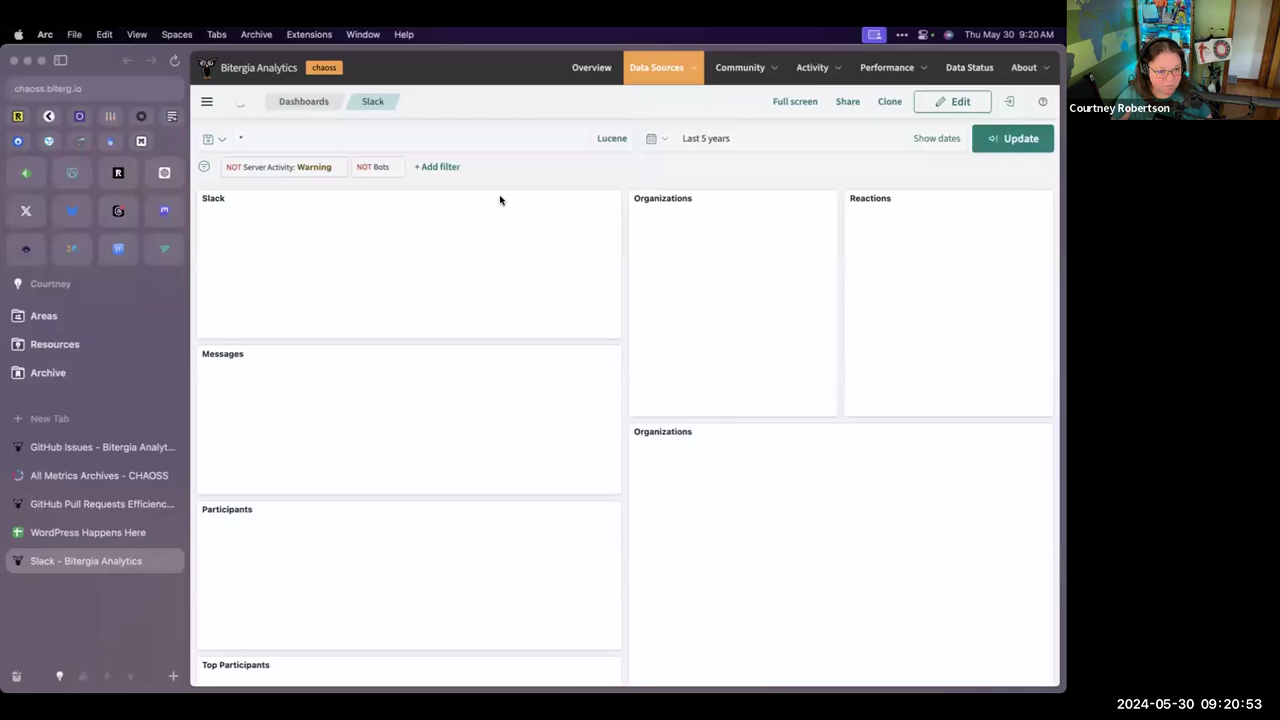 Arc File Edit View Spaces Tabs Archive Extensions Window Help Thu May 30 9:20 AM
chaoss.biterg.io
Courtney
Areas
Resources
Archive
New Tab
GitHub Issues - Bitergia Analyt...
All Metrics Archives - CHAOSS
GitHub Pull Requests Efficienc...
WordPress Happens Here
Slack - Bitergia Analytics
Bitergia Analytics chaoss Overview Data Sources Community Activity Performance Data Status About
Dashboards Slack Full screen Share Clone Edit
* Lucene Last 5 years Show dates Update
NOT Server Activity: Warning NOT Bots + Add filter
Slack
Organizations
Reactions
Messages
Organizations
Participants
Top Participants
Courtney Robertson
2024-05-30 09:20:53